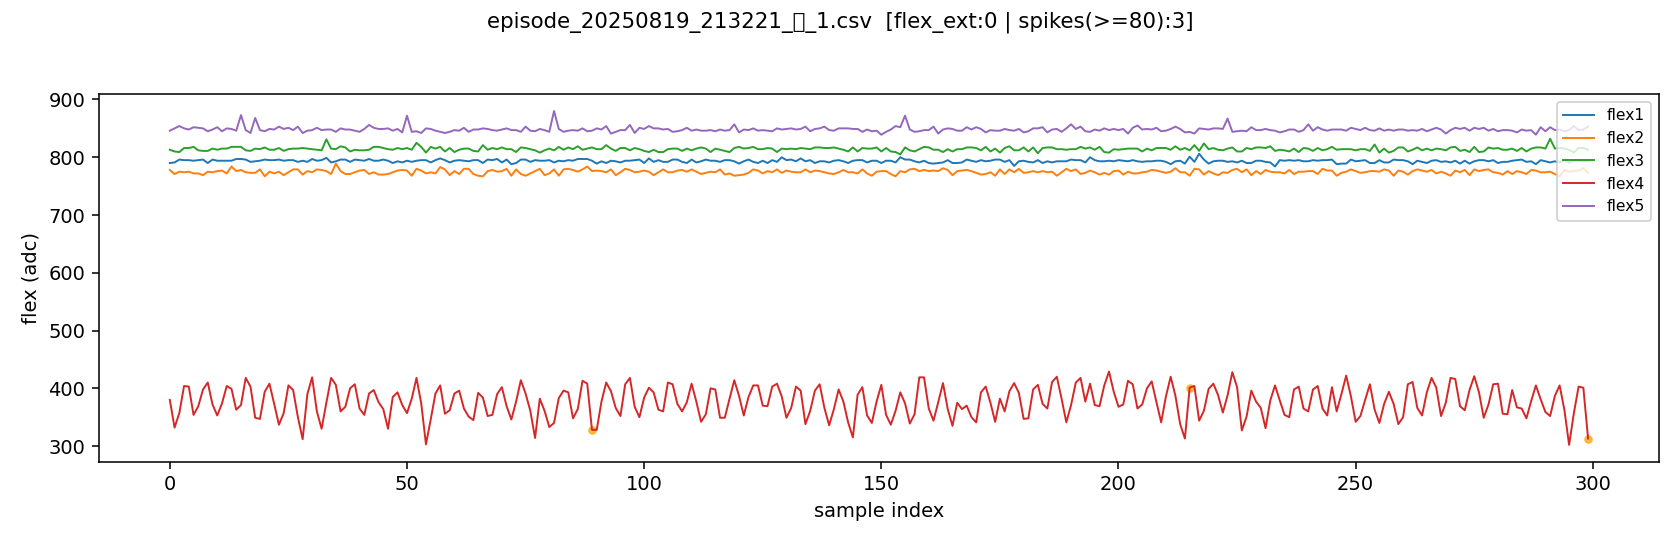 episode_20250819_213221_▯_1.csv [flex_ext:0 | spikes(>=80):3]
900
800
700
600
500
400
300
flex (adc)
flex1
flex2
flex3
flex4
flex5
0
50
100
150
200
250
300
sample index